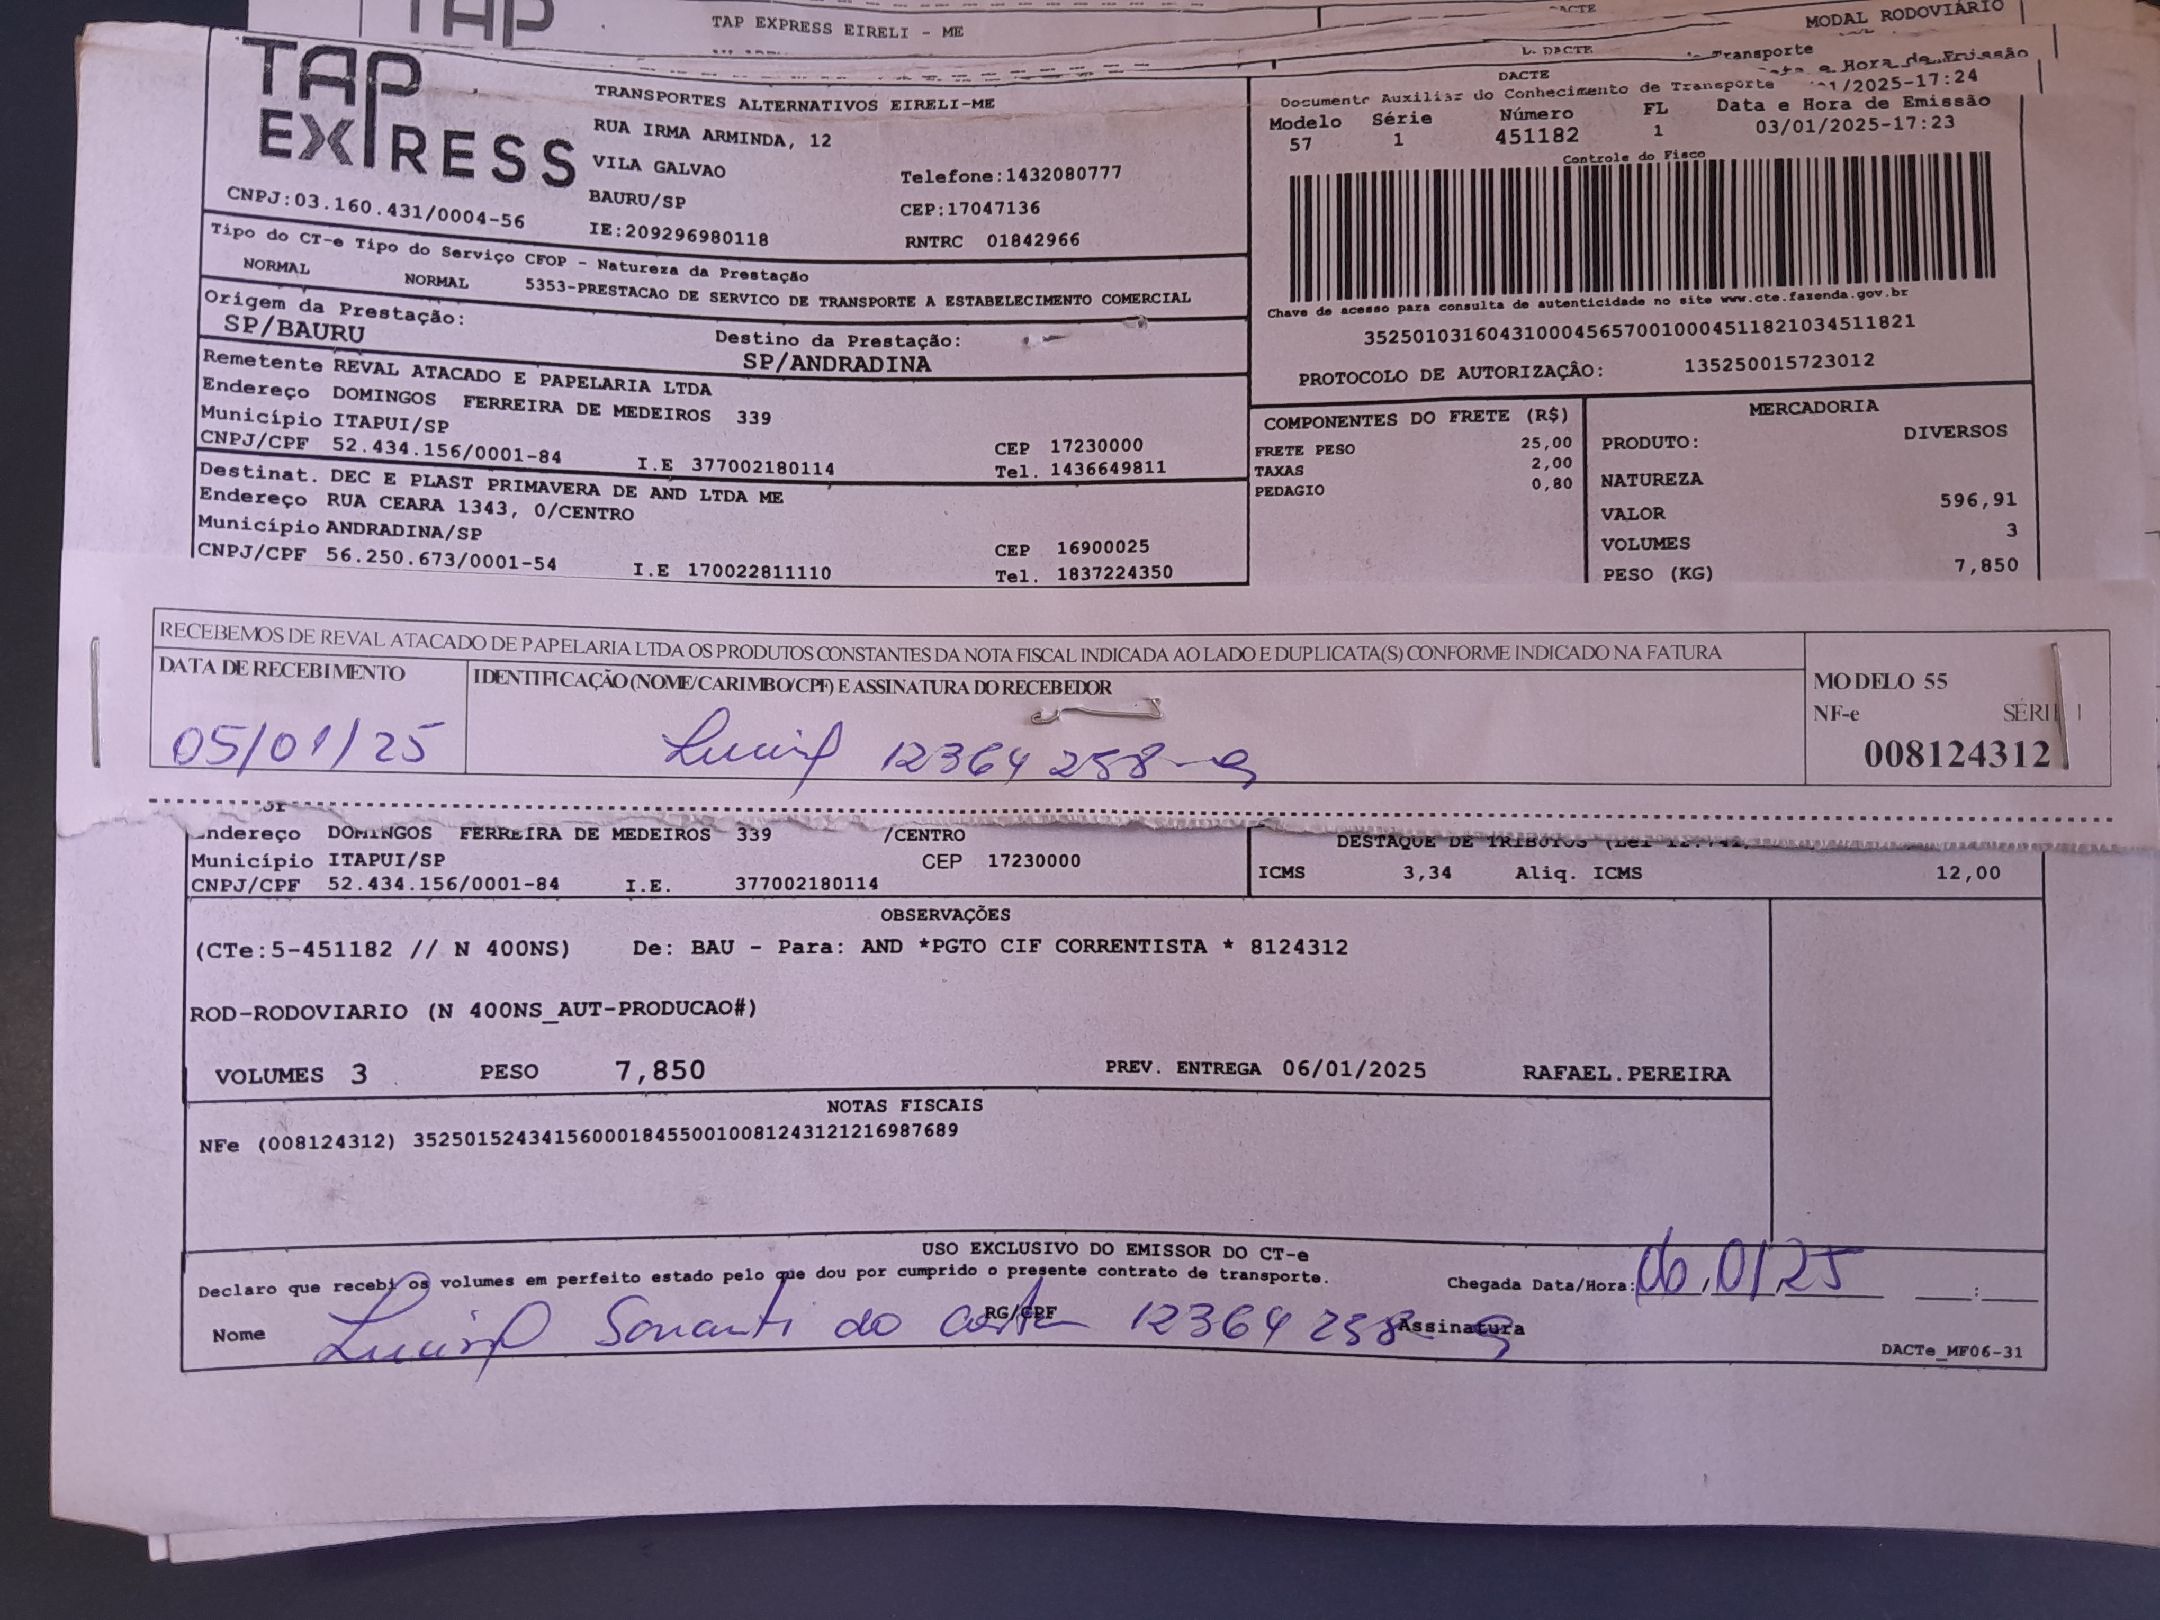 TAP EXPRESS EIRELI - ME
DACTE
MODAL RODOVIÁRIO
DACTE
Transporte
e Hora de Emissão
TAP EXPRESS
TRANSPORTES ALTERNATIVOS EIRELI-ME
RUA IRMA ARMINDA, 12
VILA GALVAO
BAURU/SP
IE:209296980118
Telefone:1432080777
CEP:17047136
RNTRC 01842966
CNPJ:03.160.431/0004-56
DACTE
Documento Auxiliar do Conhecimento de Transporte
1/2025-17:24
Modelo Série Número FL Data e Hora de Emissão
57 1 451182 1 03/01/2025-17:23
Controle do Fisco
Chave de acesso para consulta de autenticidade no site www.cte.fazenda.gov.br
35250103160431000456570010004511821034511821
PROTOCOLO DE AUTORIZAÇÂO: 135250015723012
Tipo do CT-e Tipo do Serviço CFOP - Natureza da Prestação
NORMAL NORMAL 5353-PRESTACAO DE SERVICO DE TRANSPORTE A ESTABELECIMENTO COMERCIAL
Origem da Prestação:
SP/BAURU
Destino da Prestação:
SP/ANDRADINA
Remetente REVAL ATACADO E PAPELARIA LTDA
Endereço DOMINGOS FERREIRA DE MEDEIROS 339
Município ITAPUI/SP CEP 17230000
CNPJ/CPF 52.434.156/0001-84 I.E 377002180114 Tel. 1436649811
Destinat. DEC E PLAST PRIMAVERA DE AND LTDA ME
Endereço RUA CEARA 1343, 0/CENTRO
Município ANDRADINA/SP CEP 16900025
CNPJ/CPF 56.250.673/0001-54 I.E 170022811110 Tel. 1837224350
COMPONENTES DO FRETE (R$)
FRETE PESO 25,00
TAXAS 2,00
PEDAGIO 0,80
MERCADORIA
PRODUTO: DIVERSOS
NATUREZA
VALOR 596,91
VOLUMES 3
PESO (KG) 7,850
RECEBEMOS DE REVAL ATACADO DE PAPELARIA LTDA OS PRODUTOS CONSTANTES DA NOTA FISCAL INDICADA AO LADO E DUPLICATA(S) CONFORME INDICADO NA FATURA
DATA DE RECEBIMENTO
05/01/25
IDENTIFICAÇÃO (NOME/CARIMBO/CPF) E ASSINATURA DO RECEBEDOR
12364258-9
MODELO 55
NF-e SÉRIE 1
008124312
Endereço DOMINGOS FERREIRA DE MEDEIROS 339 /CENTRO
Município ITAPUI/SP CEP 17230000
CNPJ/CPF 52.434.156/0001-84 I.E. 377002180114
DESTAQUE DE TRIBUTOS (Lei
ICMS 3,34 Aliq. ICMS 12,00
OBSERVAÇÕES
(CTe:5-451182 // N 400NS) De: BAU - Para: AND *PGTO CIF CORRENTISTA * 8124312
ROD-RODOVIARIO (N 400NS_AUT-PRODUCAO#)
VOLUMES 3 PESO 7,850 PREV. ENTREGA 06/01/2025 RAFAEL.PEREIRA
NOTAS FISCAIS
NFe (008124312) 35250152434156000184550010081243121216987689
USO EXCLUSIVO DO EMISSOR DO CT-e
Declaro que recebi os volumes em perfeito estado pelo que dou por cumprido o presente contrato de transporte.
Chegada Data/Hora: 06,01,25 :
Nome RG/CPF 12364258-9 Assinatura
DACTe_MF06-31